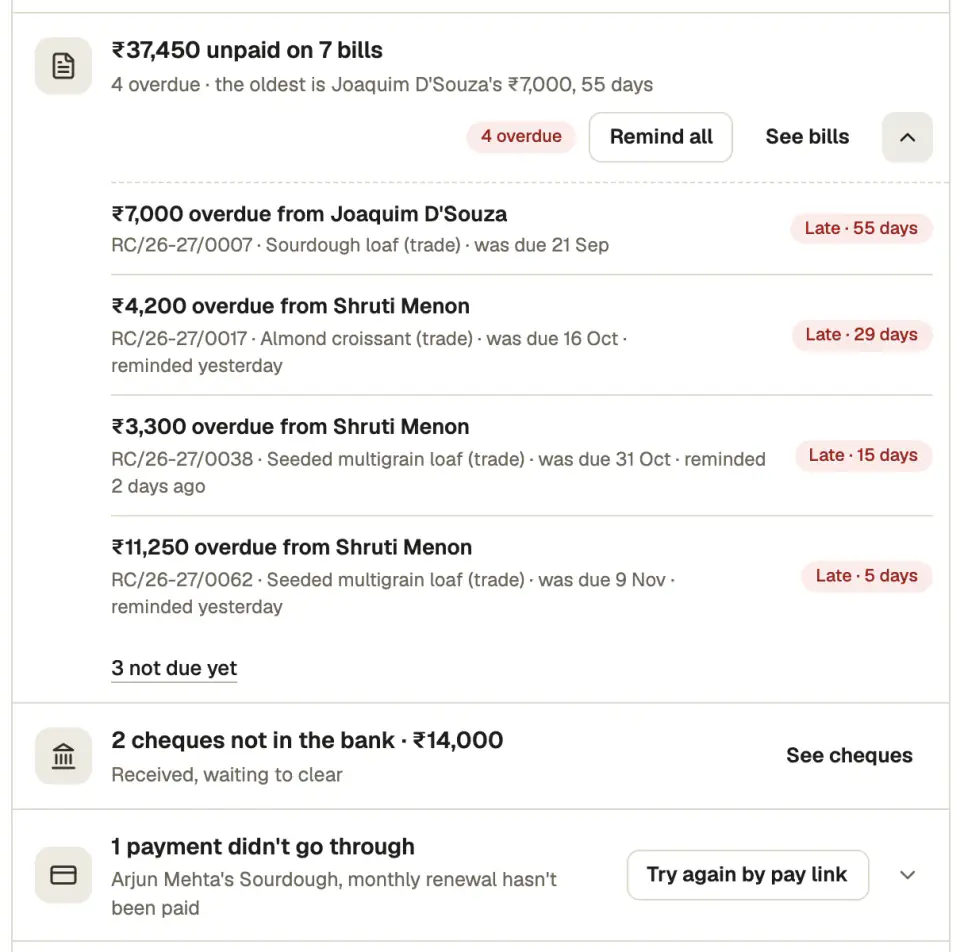 ₹37,450 unpaid on 7 bills
4 overdue · the oldest is Joaquim D'Souza's ₹7,000, 55 days
4 overdue
Remind all
See bills
₹7,000 overdue from Joaquim D'Souza
RC/26-27/0007 · Sourdough loaf (trade) · was due 21 Sep
Late · 55 days
₹4,200 overdue from Shruti Menon
RC/26-27/0017 · Almond croissant (trade) · was due 16 Oct ·
reminded yesterday
Late · 29 days
₹3,300 overdue from Shruti Menon
RC/26-27/0038 · Seeded multigrain loaf (trade) · was due 31 Oct · reminded
2 days ago
Late · 15 days
₹11,250 overdue from Shruti Menon
RC/26-27/0062 · Seeded multigrain loaf (trade) · was due 9 Nov ·
reminded yesterday
Late · 5 days
3 not due yet
2 cheques not in the bank · ₹14,000
Received, waiting to clear
See cheques
1 payment didn't go through
Arjun Mehta's Sourdough, monthly renewal hasn't
been paid
Try again by pay link